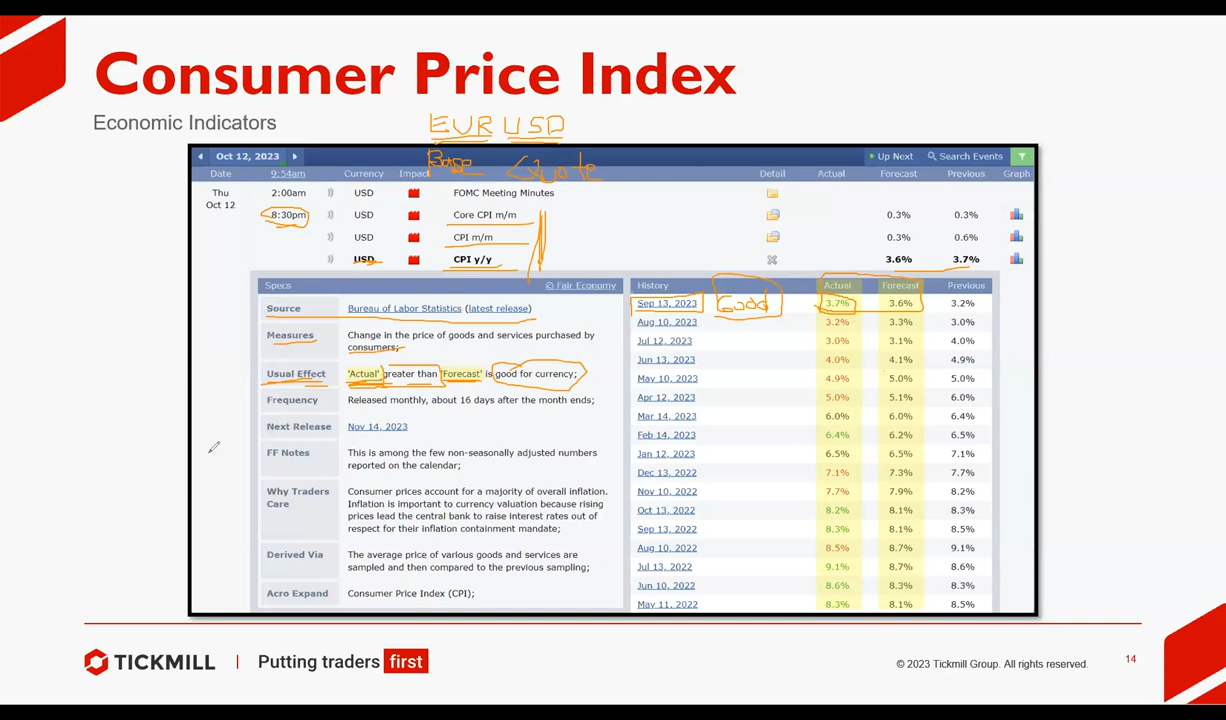 Consumer Price Index
Economic Indicators
EUR USD
Base Quote
Oct 12, 2023 Up Next Search Events
Date 9:54am Currency Impact Detail Actual Forecast Previous Graph
Thu 2:00am USD FOMC Meeting Minutes
Oct 12
8:30pm USD Core CPI m/m 0.3% 0.3%
USD CPI m/m 0.3% 0.6%
USD CPI y/y 3.6% 3.7%
Specs Fair Economy
Source Bureau of Labor Statistics (latest release)
Measures Change in the price of goods and services purchased by
consumers;
Usual Effect 'Actual' greater than 'Forecast' is good for currency;
Frequency Released monthly, about 16 days after the month ends;
Next Release Nov 14, 2023
FF Notes This is among the few non-seasonally adjusted numbers
reported on the calendar;
Why Traders Care Consumer prices account for a majority of overall inflation.
Inflation is important to currency valuation because rising
prices lead the central bank to raise interest rates out of
respect for their inflation containment mandate;
Derived Via The average price of various goods and services are
sampled and then compared to the previous sampling;
Acro Expand Consumer Price Index (CPI);
History Actual Forecast Previous
Sep 13, 2023 Good 3.7% 3.6% 3.2%
Aug 10, 2023 3.2% 3.3% 3.0%
Jul 12, 2023 3.0% 3.1% 4.0%
Jun 13, 2023 4.0% 4.1% 4.9%
May 10, 2023 4.9% 5.0% 5.0%
Apr 12, 2023 5.0% 5.1% 6.0%
Mar 14, 2023 6.0% 6.0% 6.4%
Feb 14, 2023 6.4% 6.2% 6.5%
Jan 12, 2023 6.5% 6.5% 7.1%
Dec 13, 2022 7.1% 7.3% 7.7%
Nov 10, 2022 7.7% 7.9% 8.2%
Oct 13, 2022 8.2% 8.1% 8.3%
Sep 13, 2022 8.3% 8.1% 8.5%
Aug 10, 2022 8.5% 8.7% 9.1%
Jul 13, 2022 9.1% 8.7% 8.6%
Jun 10, 2022 8.6% 8.3% 8.3%
May 11, 2022 8.3% 8.1% 8.5%
TICKMILL | Putting traders first
© 2023 Tickmill Group. All rights reserved. 14